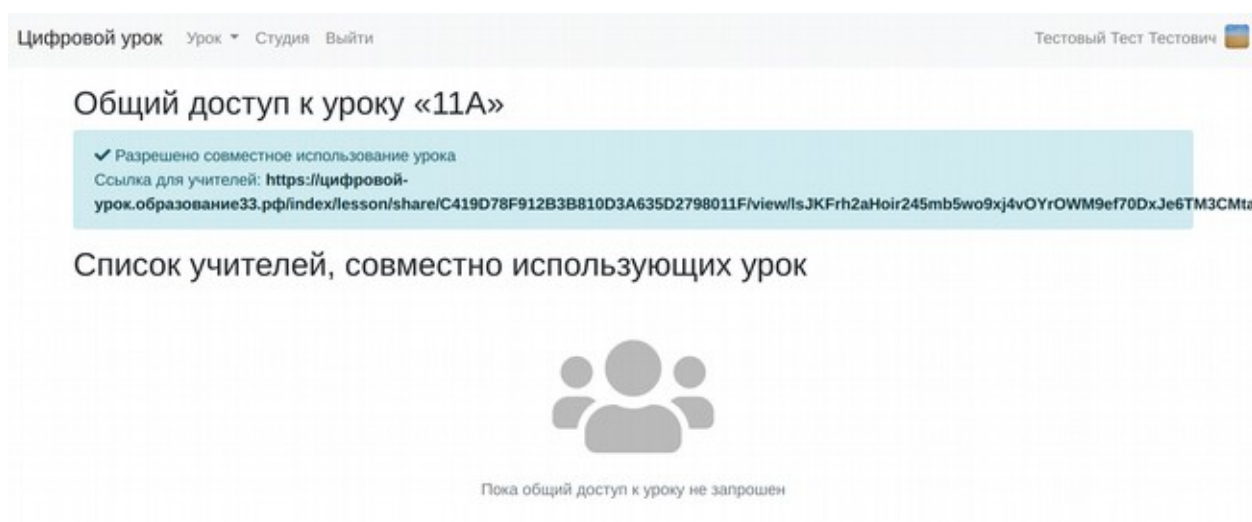 Цифровой урок Урок Студия Выйти Тестовый Тест Тестович
Общий доступ к уроку «11А»
Разрешено совместное использование урока
Ссылка для учителей: https://цифровой-
урок.образование33.рф/index/lesson/share/C419D78F912B3B810D3A635D2798011F/view/lsJKFrh2aHoir245mb5wo9xj4vOYrOWM9ef70DxJe6TM3CMta
Список учителей, совместно использующих урок
Пока общий доступ к уроку не запрошен